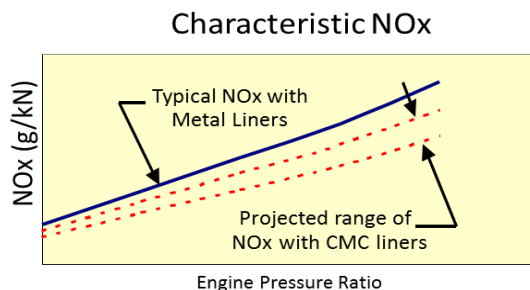 Characteristic NOx
NOx (g/kN)
Typical NOx with
Metal Liners
Projected range of
NOx with CMC liners
Engine Pressure Ratio